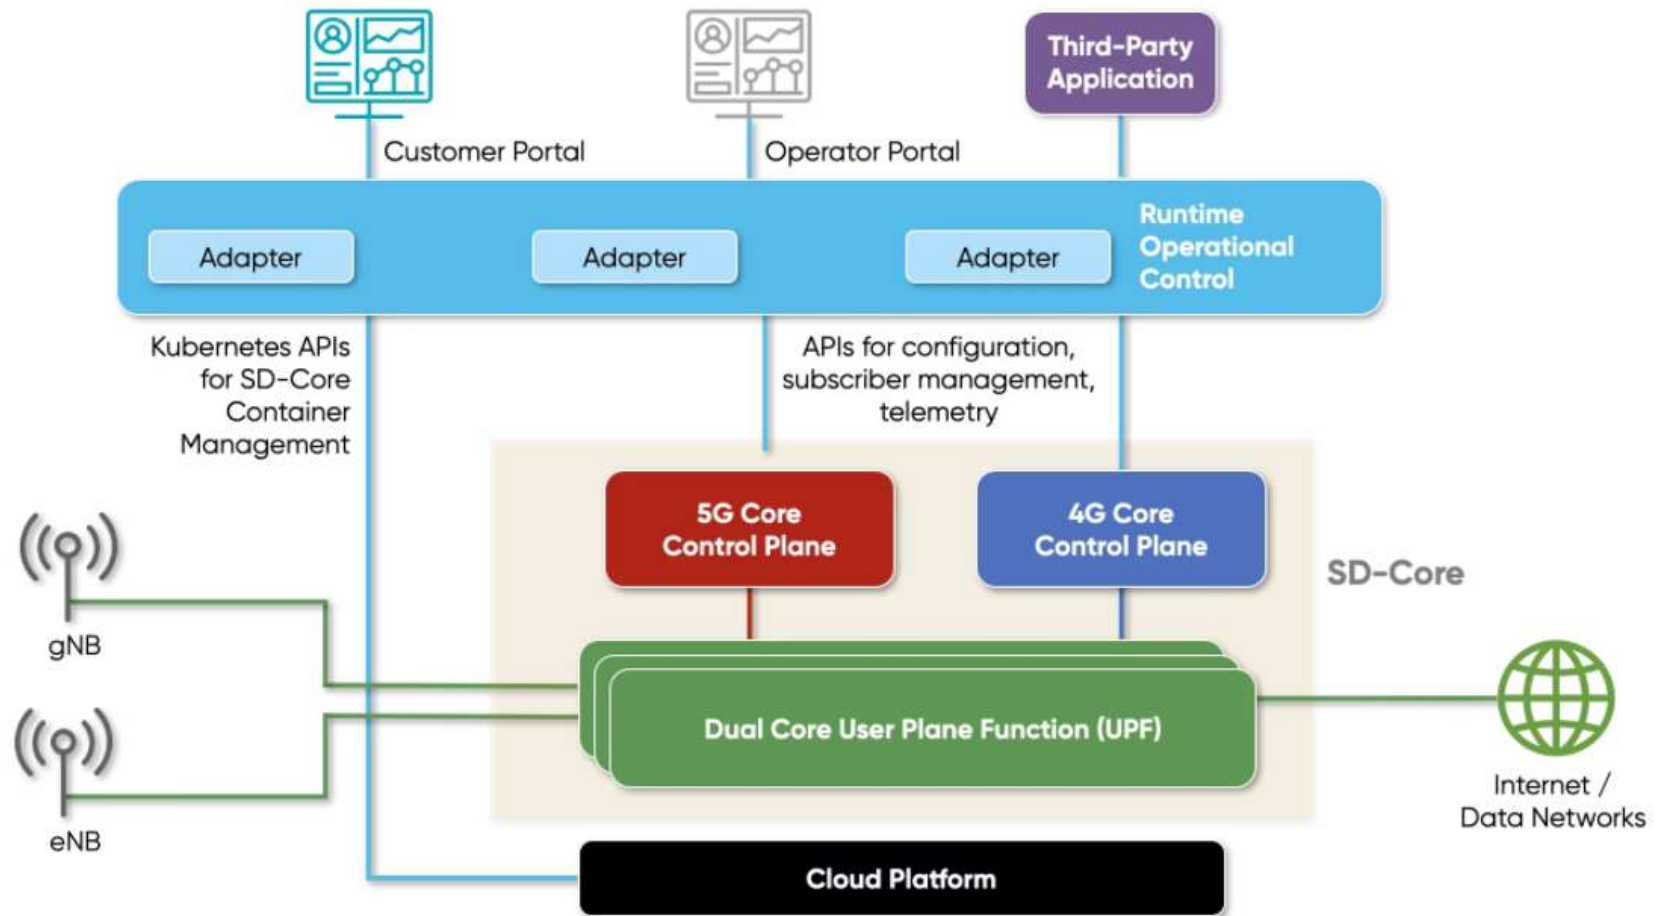 Third-Party
Application
Customer Portal
Operator Portal
Adapter
Adapter
Adapter
Runtime
Operational
Control
Kubernetes APIs
for SD-Core
Container
Management
APIs for configuration,
subscriber management,
telemetry
5G Core
Control Plane
4G Core
Control Plane
SD-Core
gNB
eNB
Dual Core User Plane Function (UPF)
Internet /
Data Networks
Cloud Platform